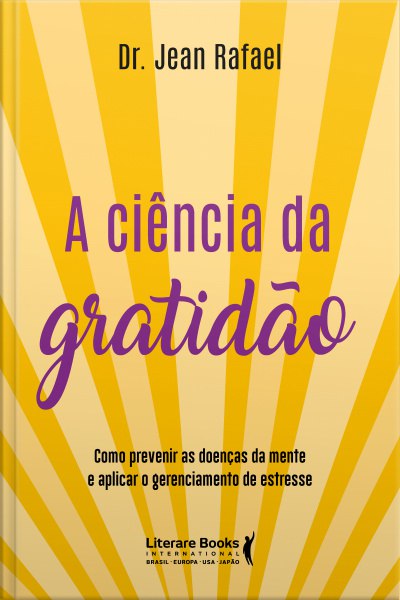 Dr. Jean Rafael
A ciência da
gratidão
Como prevenir as doenças da mente
e aplicar o gerenciamento de estresse
Literare Books
INTERNATIONAL
BRASIL · EUROPA · USA · JAPÃO